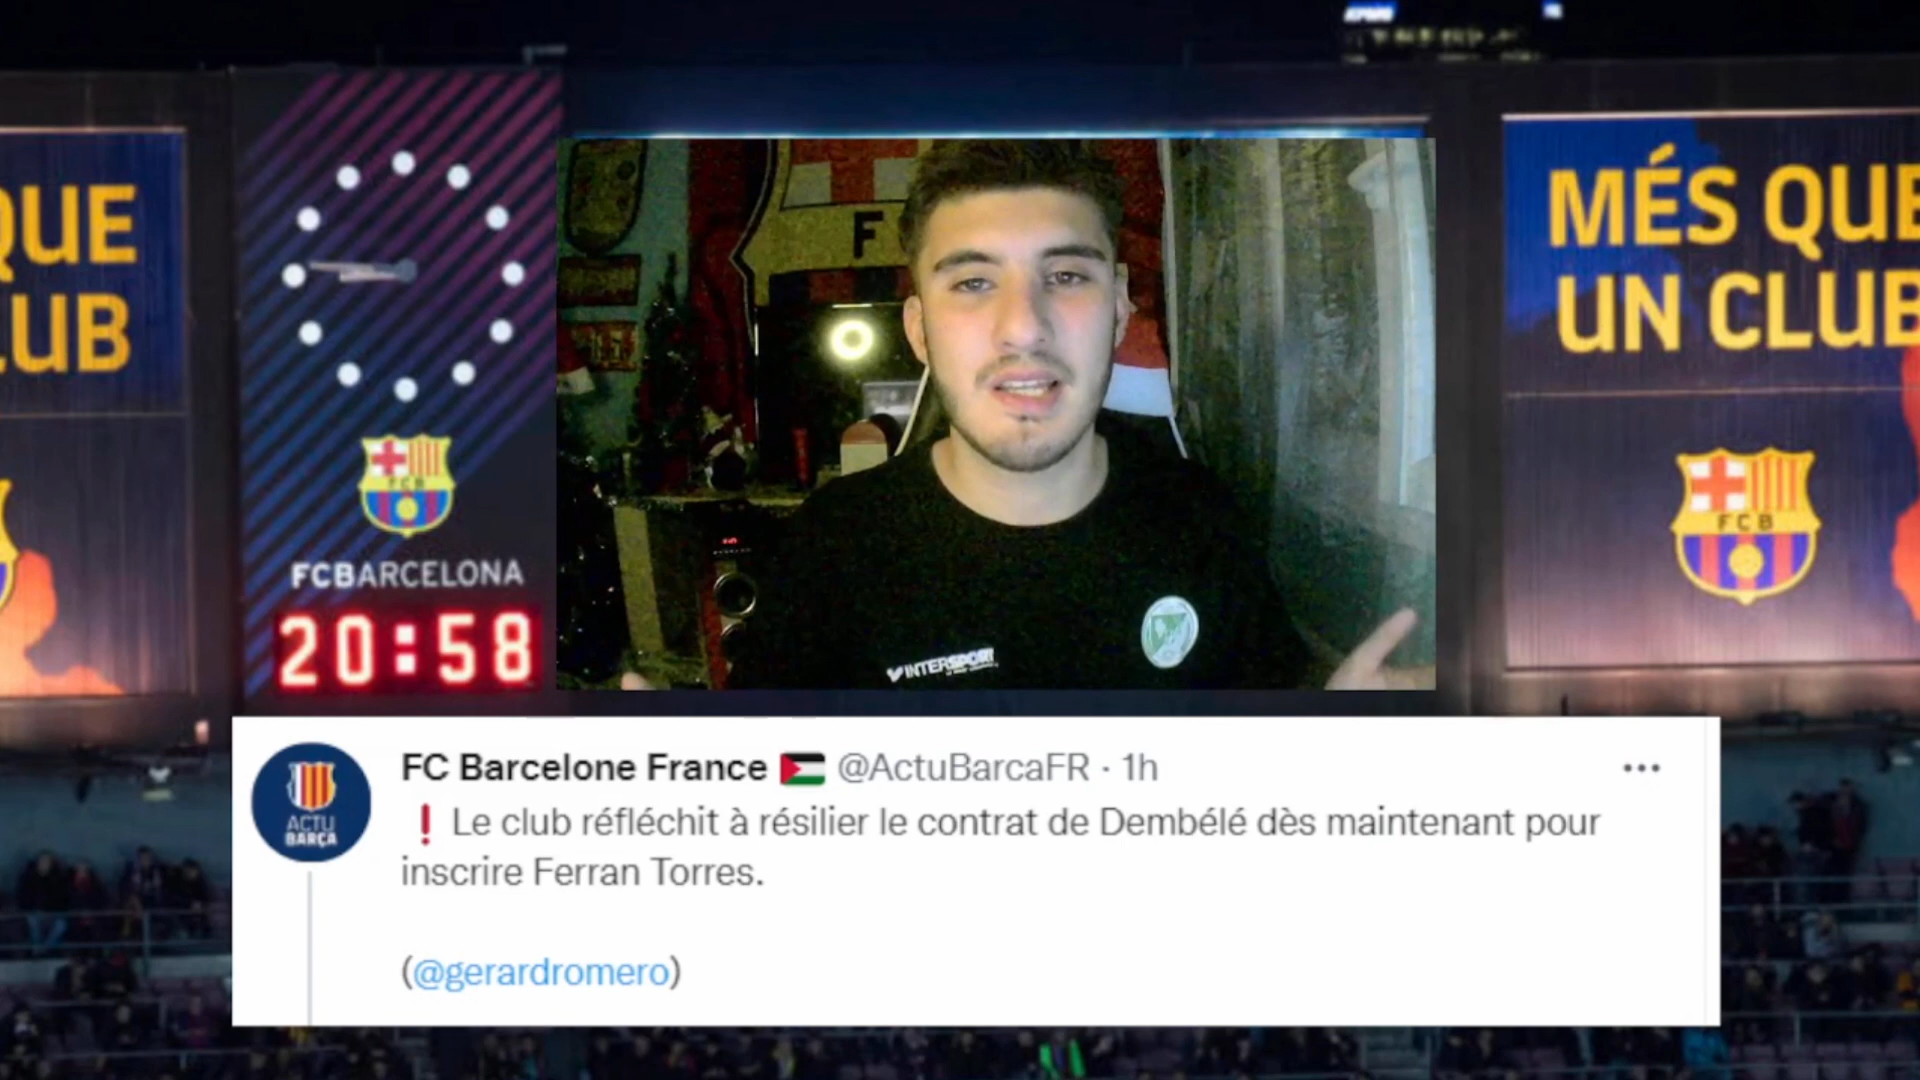 QUE
LUB
MÉS QUE
UN CLUB
F
FCB
FCB
FCBARCELONA
20:58
INTERSPORT
ACTU
BARÇA
FC Barcelone France 🇵🇸 @ActuBarcaFR · 1h
❗ Le club réfléchit à résilier le contrat de Dembélé dès maintenant pour
inscrire Ferran Torres.
(@gerardromero)